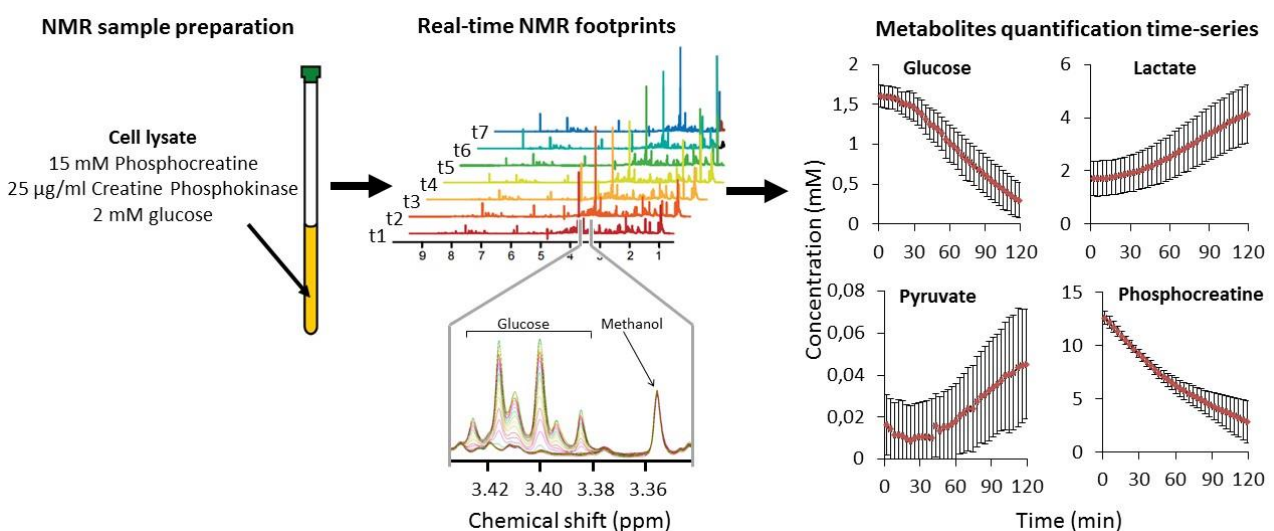 NMR sample preparation
Cell lysate
15 mM Phosphocreatine
25 µg/ml Creatine Phosphokinase
2 mM glucose
Real-time NMR footprints
t7
t6
t5
t4
t3
t2
t1
9 8 7 6 5 4 3 2 1
Glucose
Methanol
3.42 3.40 3.38 3.36
Chemical shift (ppm)
Metabolites quantification time-series
Concentration (mM)
Glucose
2
1,5
1
0,5
0
0 30 60 90 120
Lactate
6
4
2
0
0 30 60 90 120
Pyruvate
0,08
0,06
0,04
0,02
0
0 30 60 90 120
Phosphocreatine
15
10
5
0
0 30 60 90 120
Time (min)